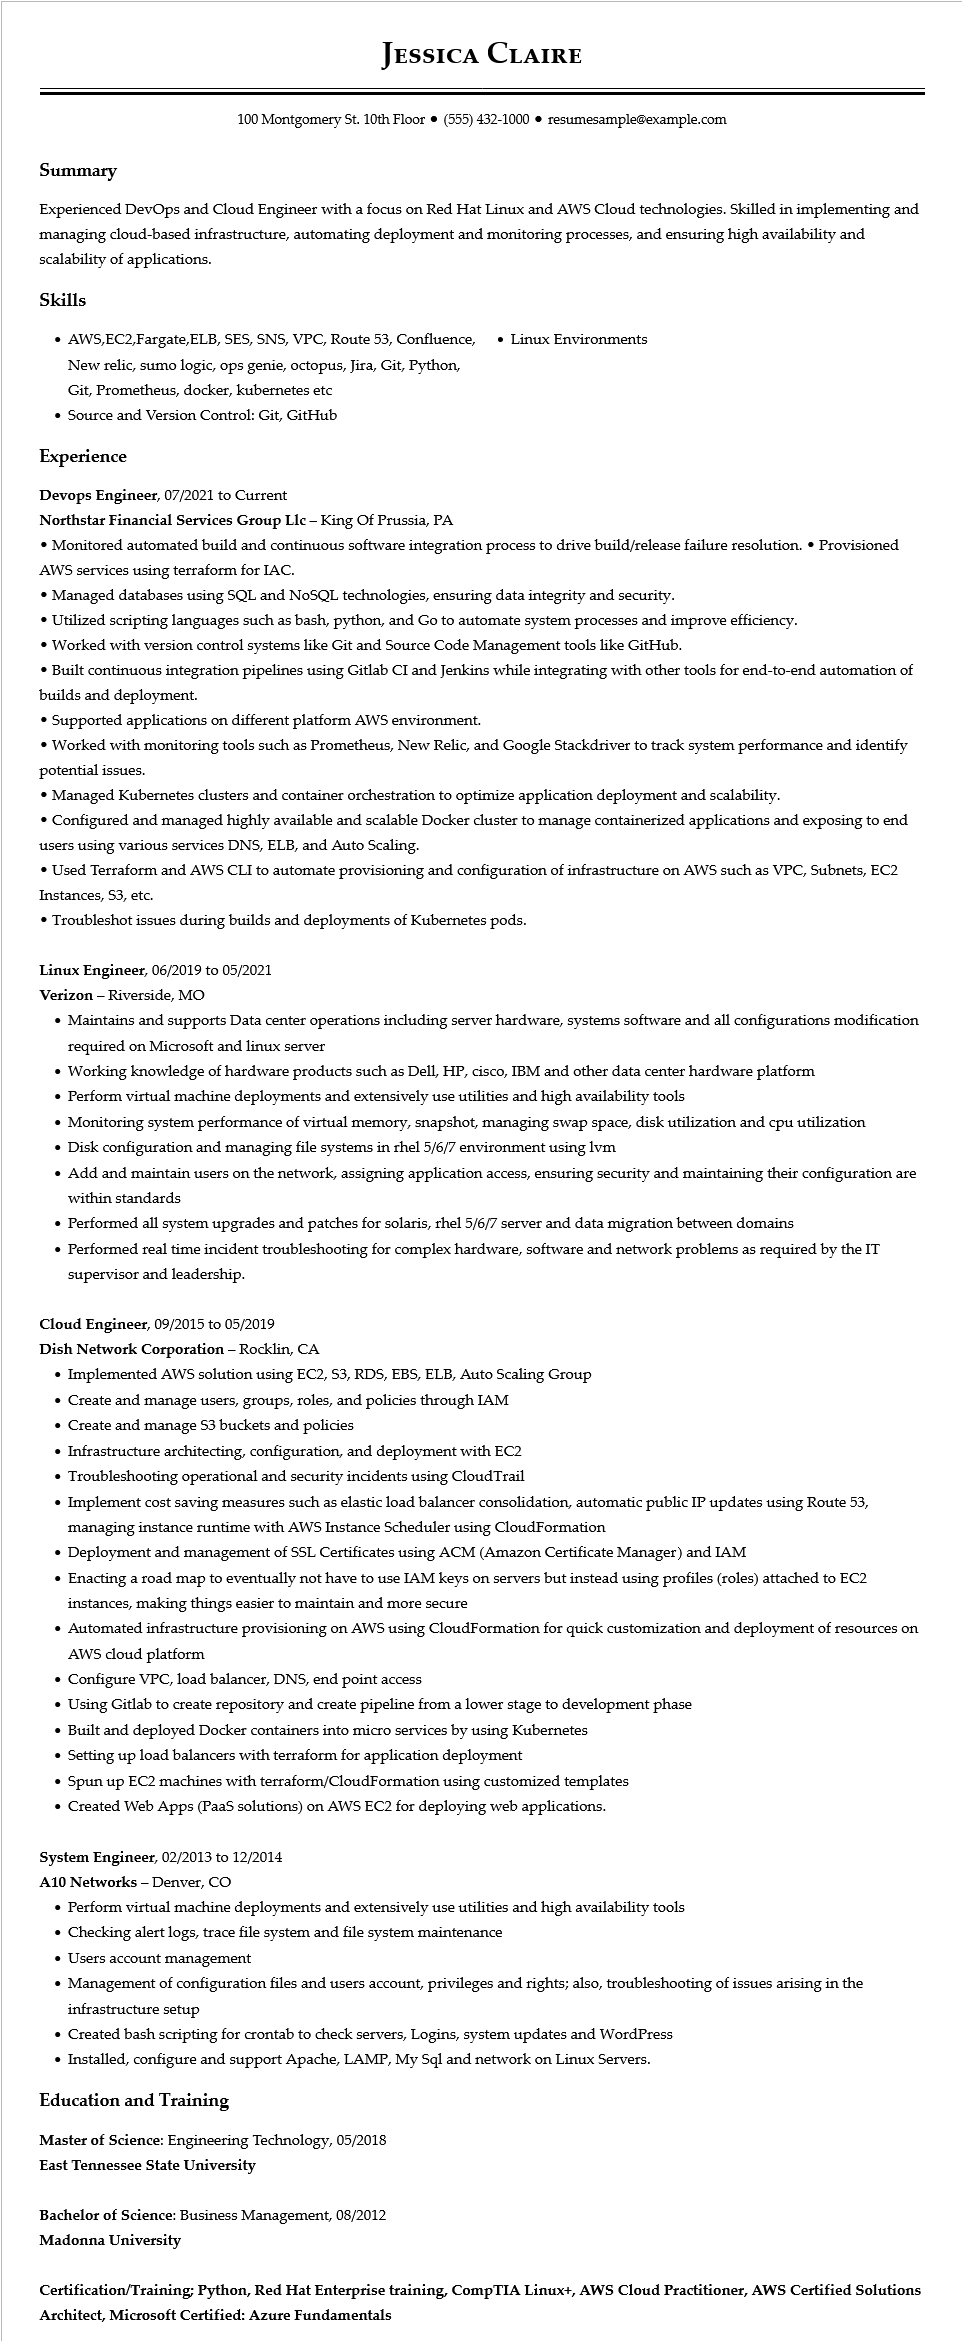 Jessica Claire
100 Montgomery St. 10th Floor ● (555) 432-1000 ● resumesample@example.com
Summary
Experienced DevOps and Cloud Engineer with a focus on Red Hat Linux and AWS Cloud technologies. Skilled in implementing and
managing cloud-based infrastructure, automating deployment and monitoring processes, and ensuring high availability and
scalability of applications.
Skills
• AWS,EC2,Fargate,ELB, SES, SNS, VPC, Route 53, Confluence,
New relic, sumo logic, ops genie, octopus, Jira, Git, Python,
Git, Prometheus, docker, kubernetes etc
• Source and Version Control: Git, GitHub
• Linux Environments
Experience
Devops Engineer, 07/2021 to Current
Northstar Financial Services Group Llc – King Of Prussia, PA
• Monitored automated build and continuous software integration process to drive build/release failure resolution. • Provisioned
AWS services using terraform for IAC.
• Managed databases using SQL and NoSQL technologies, ensuring data integrity and security.
• Utilized scripting languages such as bash, python, and Go to automate system processes and improve efficiency.
• Worked with version control systems like Git and Source Code Management tools like GitHub.
• Built continuous integration pipelines using Gitlab CI and Jenkins while integrating with other tools for end-to-end automation of
builds and deployment.
• Supported applications on different platform AWS environment.
• Worked with monitoring tools such as Prometheus, New Relic, and Google Stackdriver to track system performance and identify
potential issues.
• Managed Kubernetes clusters and container orchestration to optimize application deployment and scalability.
• Configured and managed highly available and scalable Docker cluster to manage containerized applications and exposing to end
users using various services DNS, ELB, and Auto Scaling.
• Used Terraform and AWS CLI to automate provisioning and configuration of infrastructure on AWS such as VPC, Subnets, EC2
Instances, S3, etc.
• Troubleshot issues during builds and deployments of Kubernetes pods.
Linux Engineer, 06/2019 to 05/2021
Verizon – Riverside, MO
• Maintains and supports Data center operations including server hardware, systems software and all configurations modification
required on Microsoft and linux server
• Working knowledge of hardware products such as Dell, HP, cisco, IBM and other data center hardware platform
• Perform virtual machine deployments and extensively use utilities and high availability tools
• Monitoring system performance of virtual memory, snapshot, managing swap space, disk utilization and cpu utilization
• Disk configuration and managing file systems in rhel 5/6/7 environment using lvm
• Add and maintain users on the network, assigning application access, ensuring security and maintaining their configuration are
within standards
• Performed all system upgrades and patches for solaris, rhel 5/6/7 server and data migration between domains
• Performed real time incident troubleshooting for complex hardware, software and network problems as required by the IT
supervisor and leadership.
Cloud Engineer, 09/2015 to 05/2019
Dish Network Corporation – Rocklin, CA
• Implemented AWS solution using EC2, S3, RDS, EBS, ELB, Auto Scaling Group
• Create and manage users, groups, roles, and policies through IAM
• Create and manage S3 buckets and policies
• Infrastructure architecting, configuration, and deployment with EC2
• Troubleshooting operational and security incidents using CloudTrail
• Implement cost saving measures such as elastic load balancer consolidation, automatic public IP updates using Route 53,
managing instance runtime with AWS Instance Scheduler using CloudFormation
• Deployment and management of SSL Certificates using ACM (Amazon Certificate Manager) and IAM
• Enacting a road map to eventually not have to use IAM keys on servers but instead using profiles (roles) attached to EC2
instances, making things easier to maintain and more secure
• Automated infrastructure provisioning on AWS using CloudFormation for quick customization and deployment of resources on
AWS cloud platform
• Configure VPC, load balancer, DNS, end point access
• Using Gitlab to create repository and create pipeline from a lower stage to development phase
• Built and deployed Docker containers into micro services by using Kubernetes
• Setting up load balancers with terraform for application deployment
• Spun up EC2 machines with terraform/CloudFormation using customized templates
• Created Web Apps (PaaS solutions) on AWS EC2 for deploying web applications.
System Engineer, 02/2013 to 12/2014
A10 Networks – Denver, CO
• Perform virtual machine deployments and extensively use utilities and high availability tools
• Checking alert logs, trace file system and file system maintenance
• Users account management
• Management of configuration files and users account, privileges and rights; also, troubleshooting of issues arising in the
infrastructure setup
• Created bash scripting for crontab to check servers, Logins, system updates and WordPress
• Installed, configure and support Apache, LAMP, My Sql and network on Linux Servers.
Education and Training
Master of Science: Engineering Technology, 05/2018
East Tennessee State University
Bachelor of Science: Business Management, 08/2012
Madonna University
Certification/Training; Python, Red Hat Enterprise training, CompTIA Linux+, AWS Cloud Practitioner, AWS Certified Solutions
Architect, Microsoft Certified: Azure Fundamentals